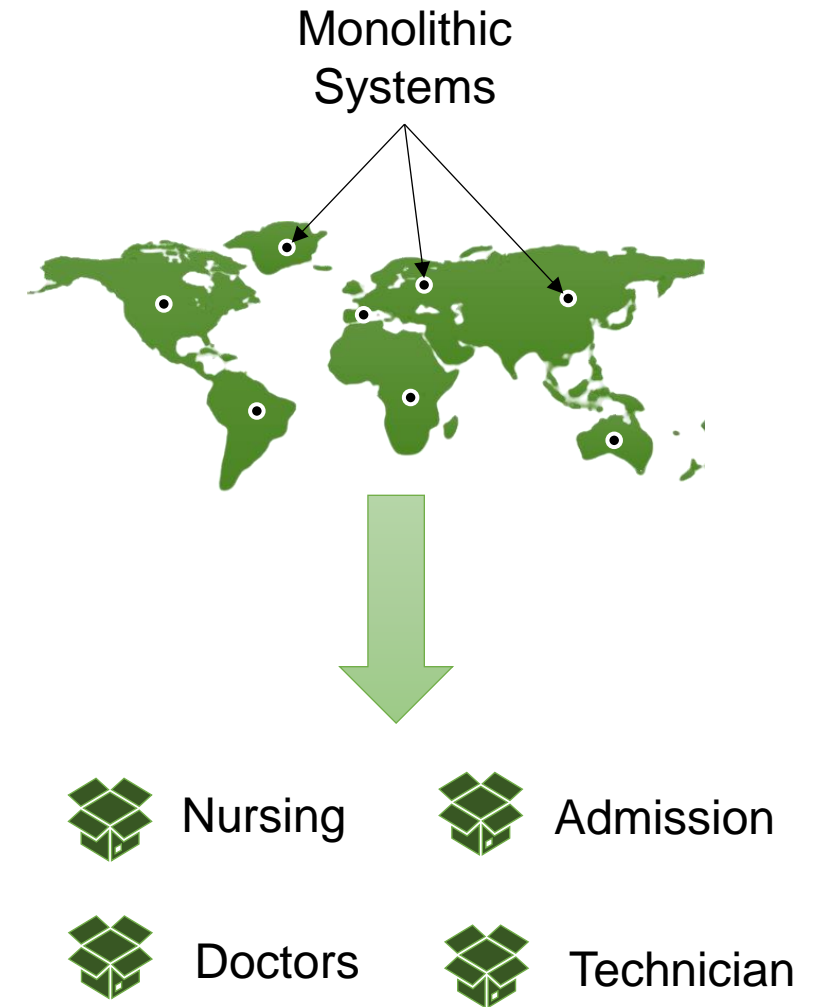 Monolithic
Systems
Nursing
Admission
Doctors
Technician